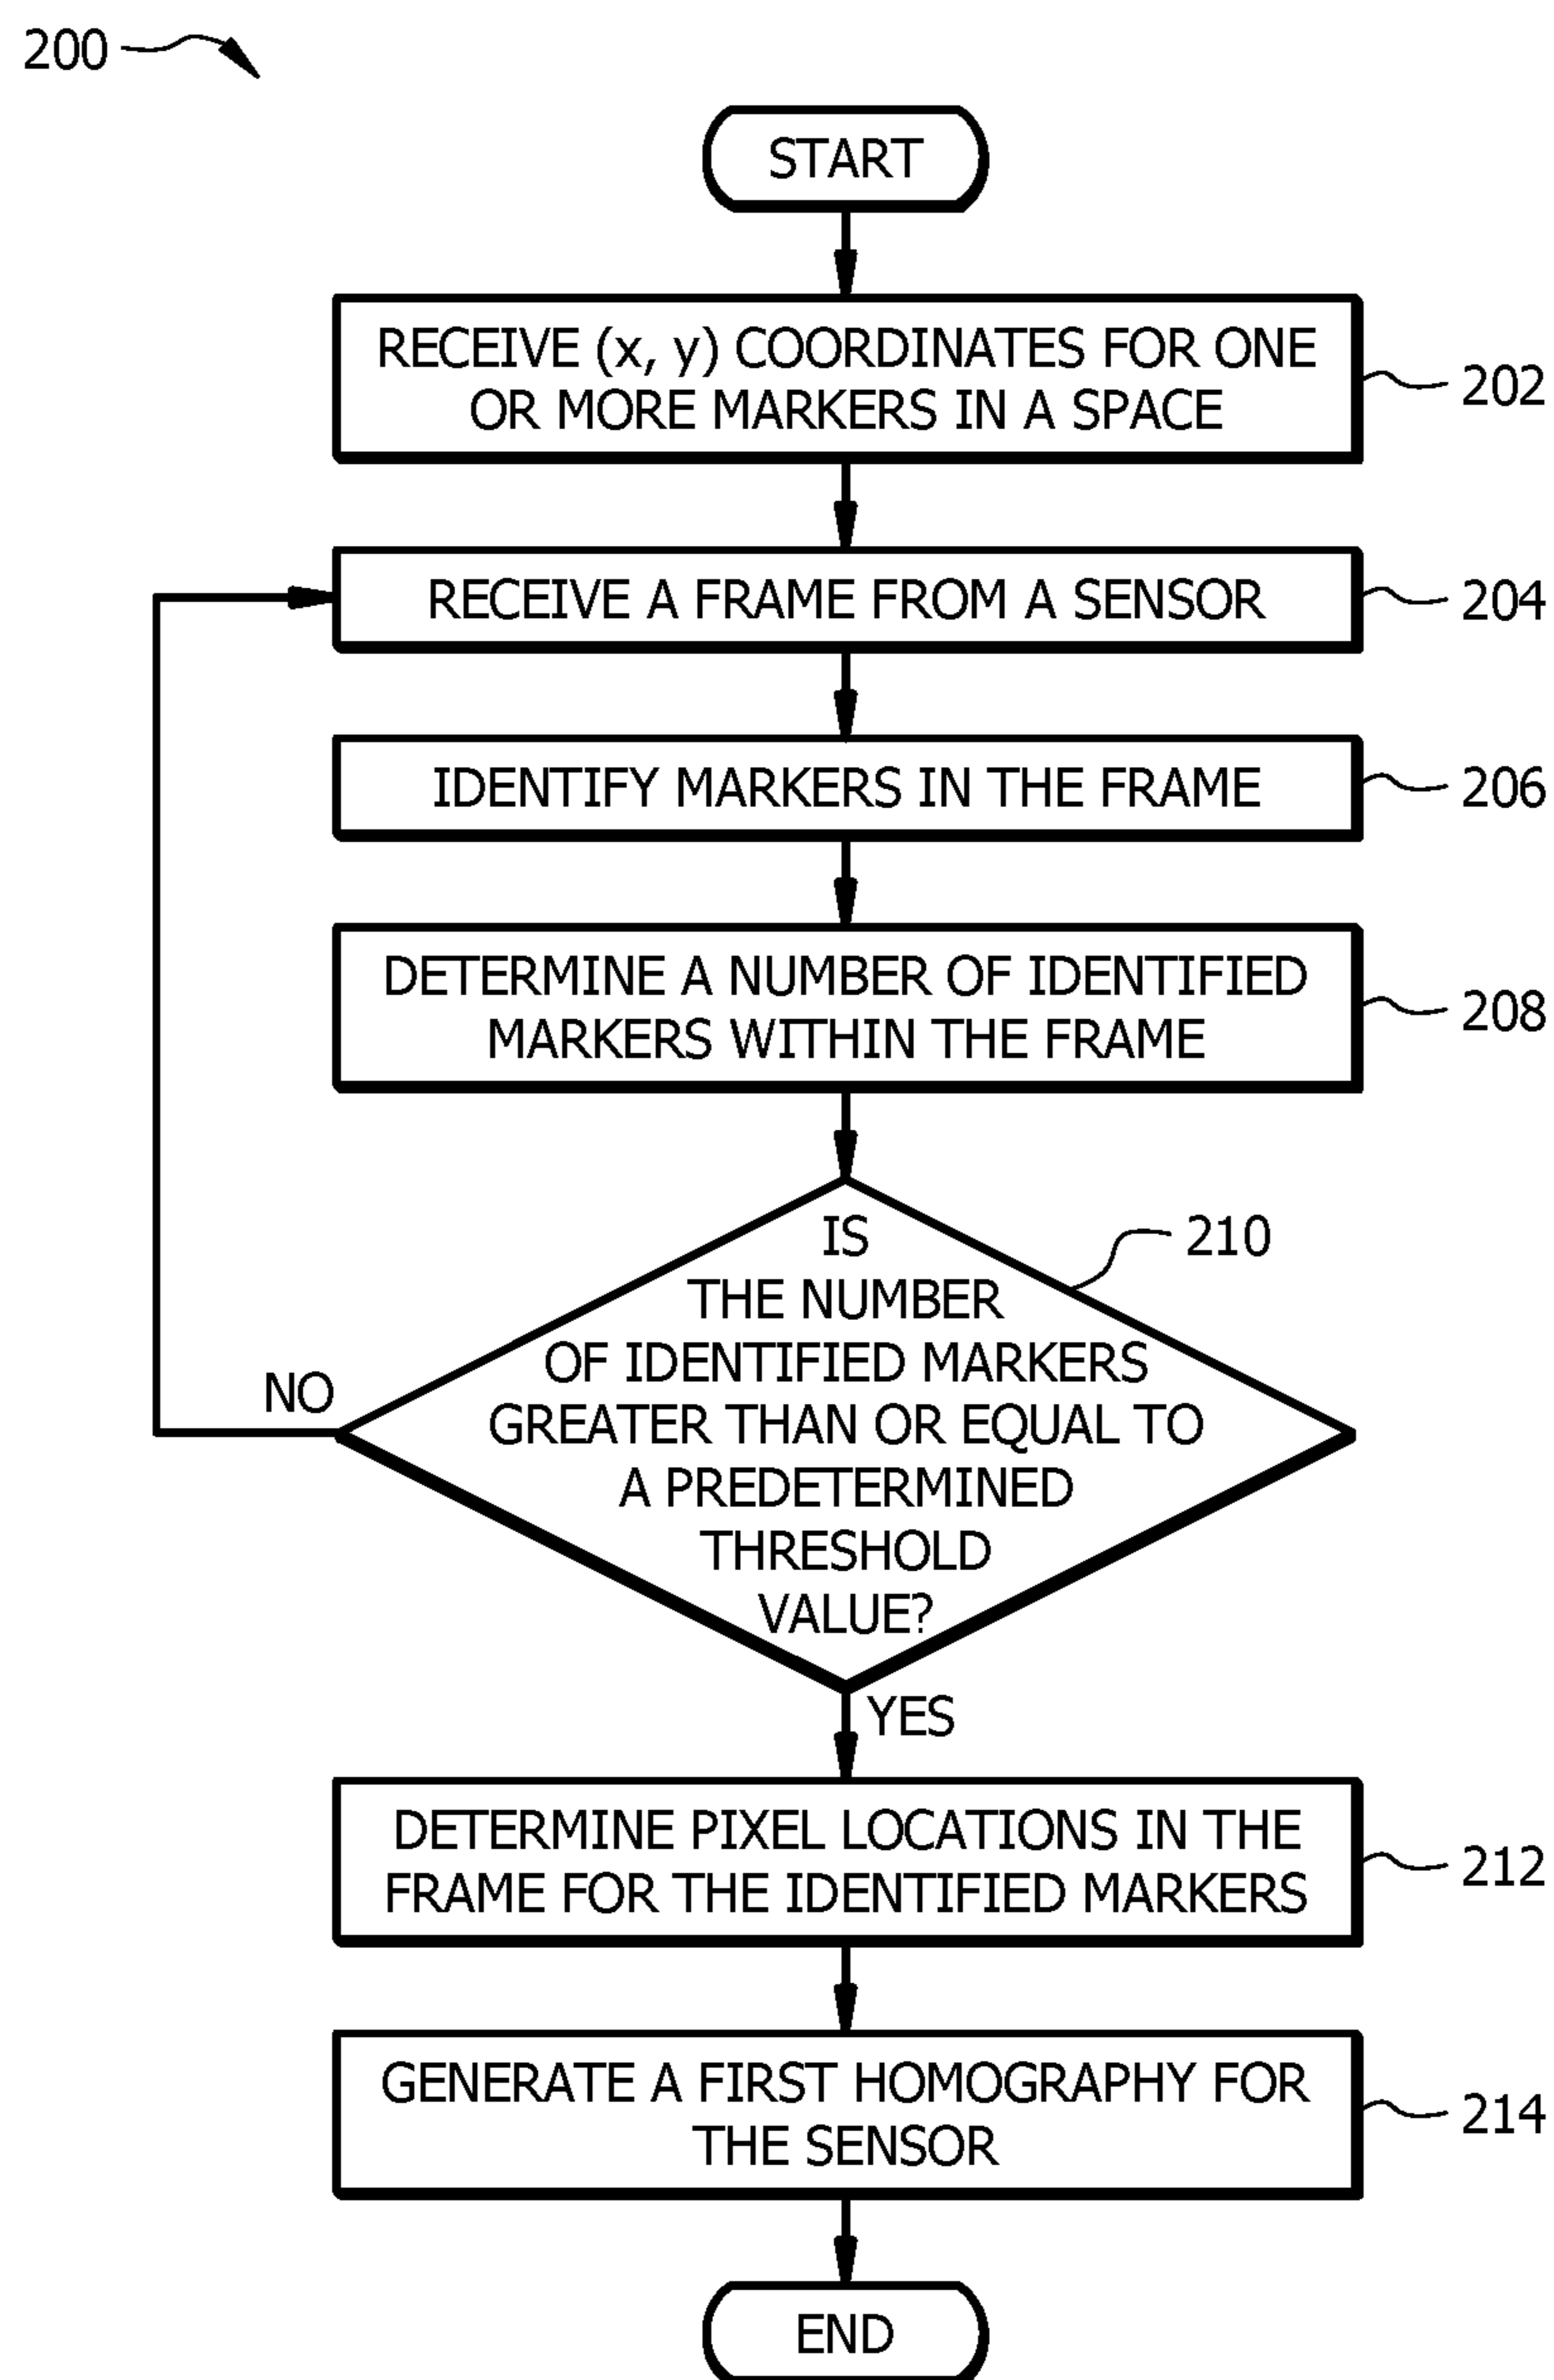 200
START
RECEIVE (x, y) COORDINATES FOR ONE
OR MORE MARKERS IN A SPACE
202
RECEIVE A FRAME FROM A SENSOR
204
IDENTIFY MARKERS IN THE FRAME
206
DETERMINE A NUMBER OF IDENTIFIED
MARKERS WITHIN THE FRAME
208
IS
THE NUMBER
OF IDENTIFIED MARKERS
GREATER THAN OR EQUAL TO
A PREDETERMINED
THRESHOLD
VALUE?
210
NO
YES
DETERMINE PIXEL LOCATIONS IN THE
FRAME FOR THE IDENTIFIED MARKERS
212
GENERATE A FIRST HOMOGRAPHY FOR
THE SENSOR
214
END